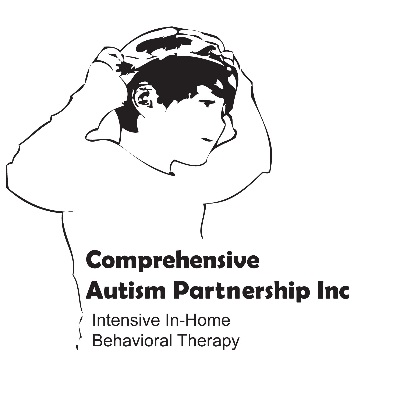 Comprehensive
Autism Partnership Inc
Intensive In-Home
Behavioral Therapy